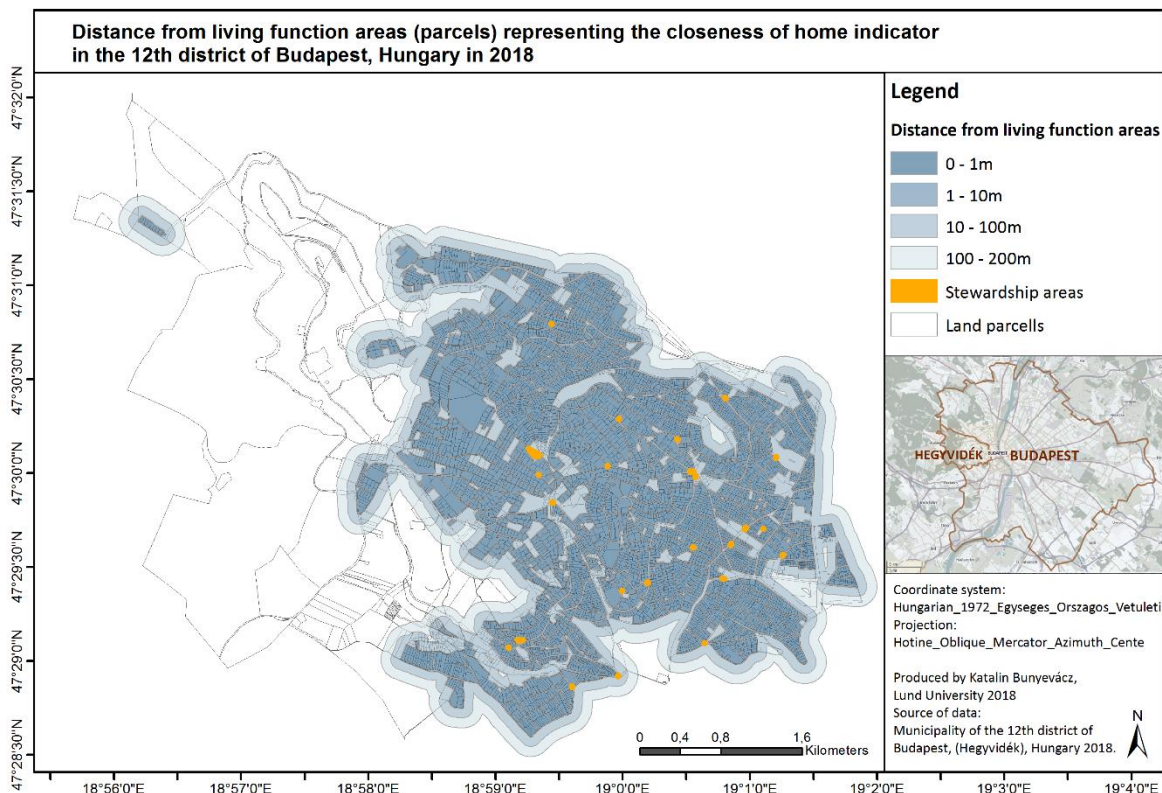 Distance from living function areas (parcels) representing the closeness of home indicator
in the 12th district of Budapest, Hungary in 2018
47°32'0"N
47°31'30"N
47°31'0"N
47°30'30"N
47°30'0"N
47°29'30"N
47°29'0"N
47°28'30"N
Legend
Distance from living function areas
0 - 1m
1 - 10m
10 - 100m
100 - 200m
Stewardship areas
Land parcells
HEGYVIDÉK
BUDAPEST
BUDAPEST
Coordinate system:
Hungarian_1972_Egyseges_Orszagos_Vetuleti
Projection:
Hotine_Oblique_Mercator_Azimuth_Cente
Produced by Katalin Bunyevácz,
Lund University 2018
Source of data:
Municipality of the 12th district of
Budapest, (Hegyvidék), Hungary 2018.
N
0 0,4 0,8 1,6
Kilometers
18°56'0"E 18°57'0"E 18°58'0"E 18°59'0"E 19°0'0"E 19°1'0"E 19°2'0"E 19°3'0"E 19°4'0"E